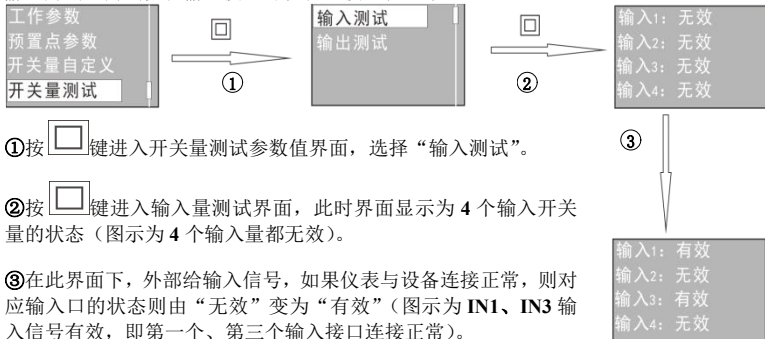 工作参数
预置点参数
开关量自定义
开关量测试
①
输入测试
输出测试
②
输入1：无效
输入2：无效
输入3：无效
输入4：无效
①按键进入开关量测试参数值界面，选择“输入测试”。
②按键进入输入量测试界面，此时界面显示为 4 个输入开关
量的状态（图示为 4 个输入量都无效）。
③在此界面下，外部给输入信号，如果仪表与设备连接正常，则对
应输入口的状态则由“无效”变为“有效”（图示为 IN1、IN3 输
入信号有效，即第一个、第三个输入接口连接正常）。
③
输入1：有效
输入2：无效
输入3：有效
输入4：无效